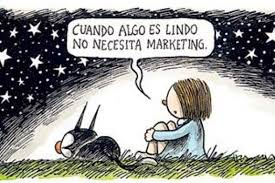 CUANDO ALGO ES LINDO
NO NECESITA MARKETING.